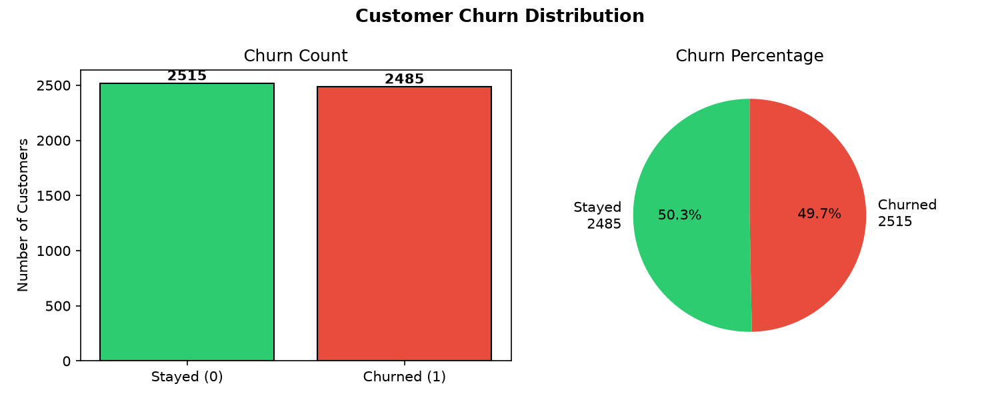 Customer Churn Distribution
Churn Count
2515
2485
2500
2000
1500
1000
500
0
Number of Customers
Stayed (0)
Churned (1)
Churn Percentage
Stayed
2485
50.3%
49.7%
Churned
2515